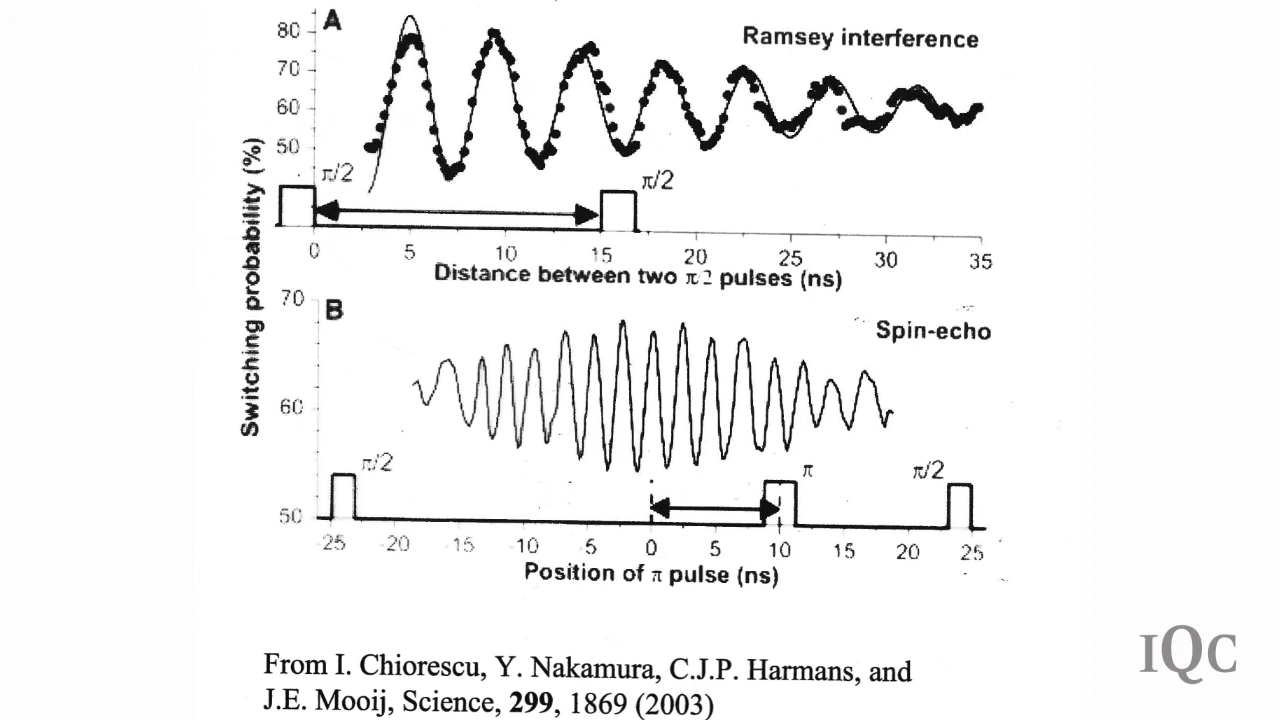 A
Ramsey interference
80
70
60
50
π/2
π/2
0 5 10 15 20 25 30 35
Distance between two π/2 pulses (ns)
Switching probability (%)
B
Spin-echo
70
60
50
π/2
π
π/2
-25 -20 -15 -10 -5 0 5 10 15 20 25
Position of π pulse (ns)
From I. Chiorescu, Y. Nakamura, C.J.P. Harmans, and
J.E. Mooij, Science, 299, 1869 (2003)
IQC